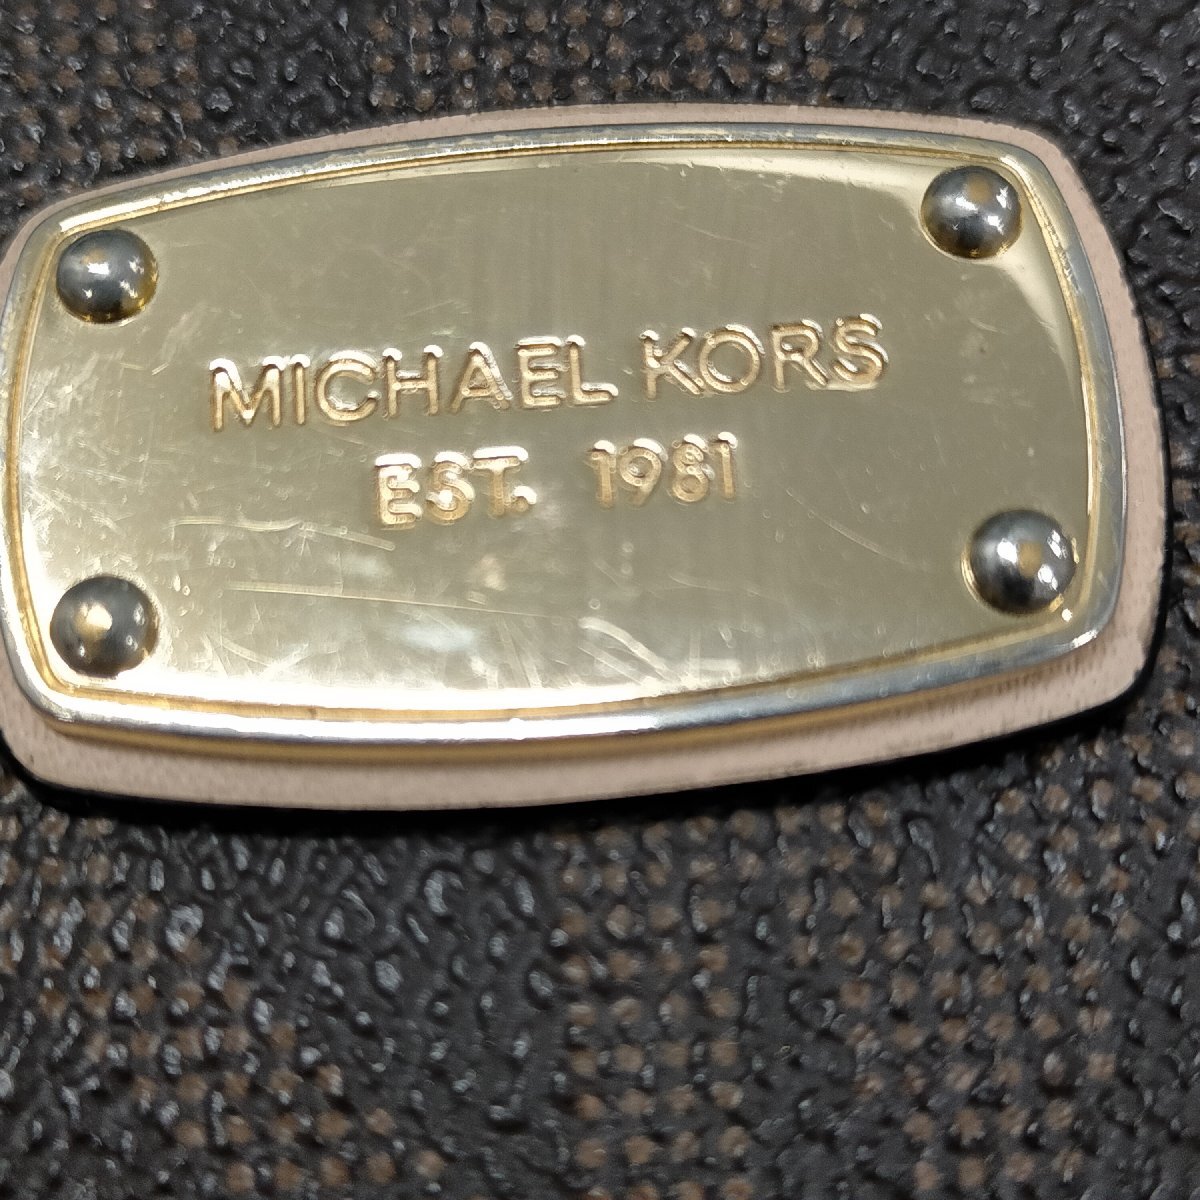 MICHAEL KORS
EST. 1981